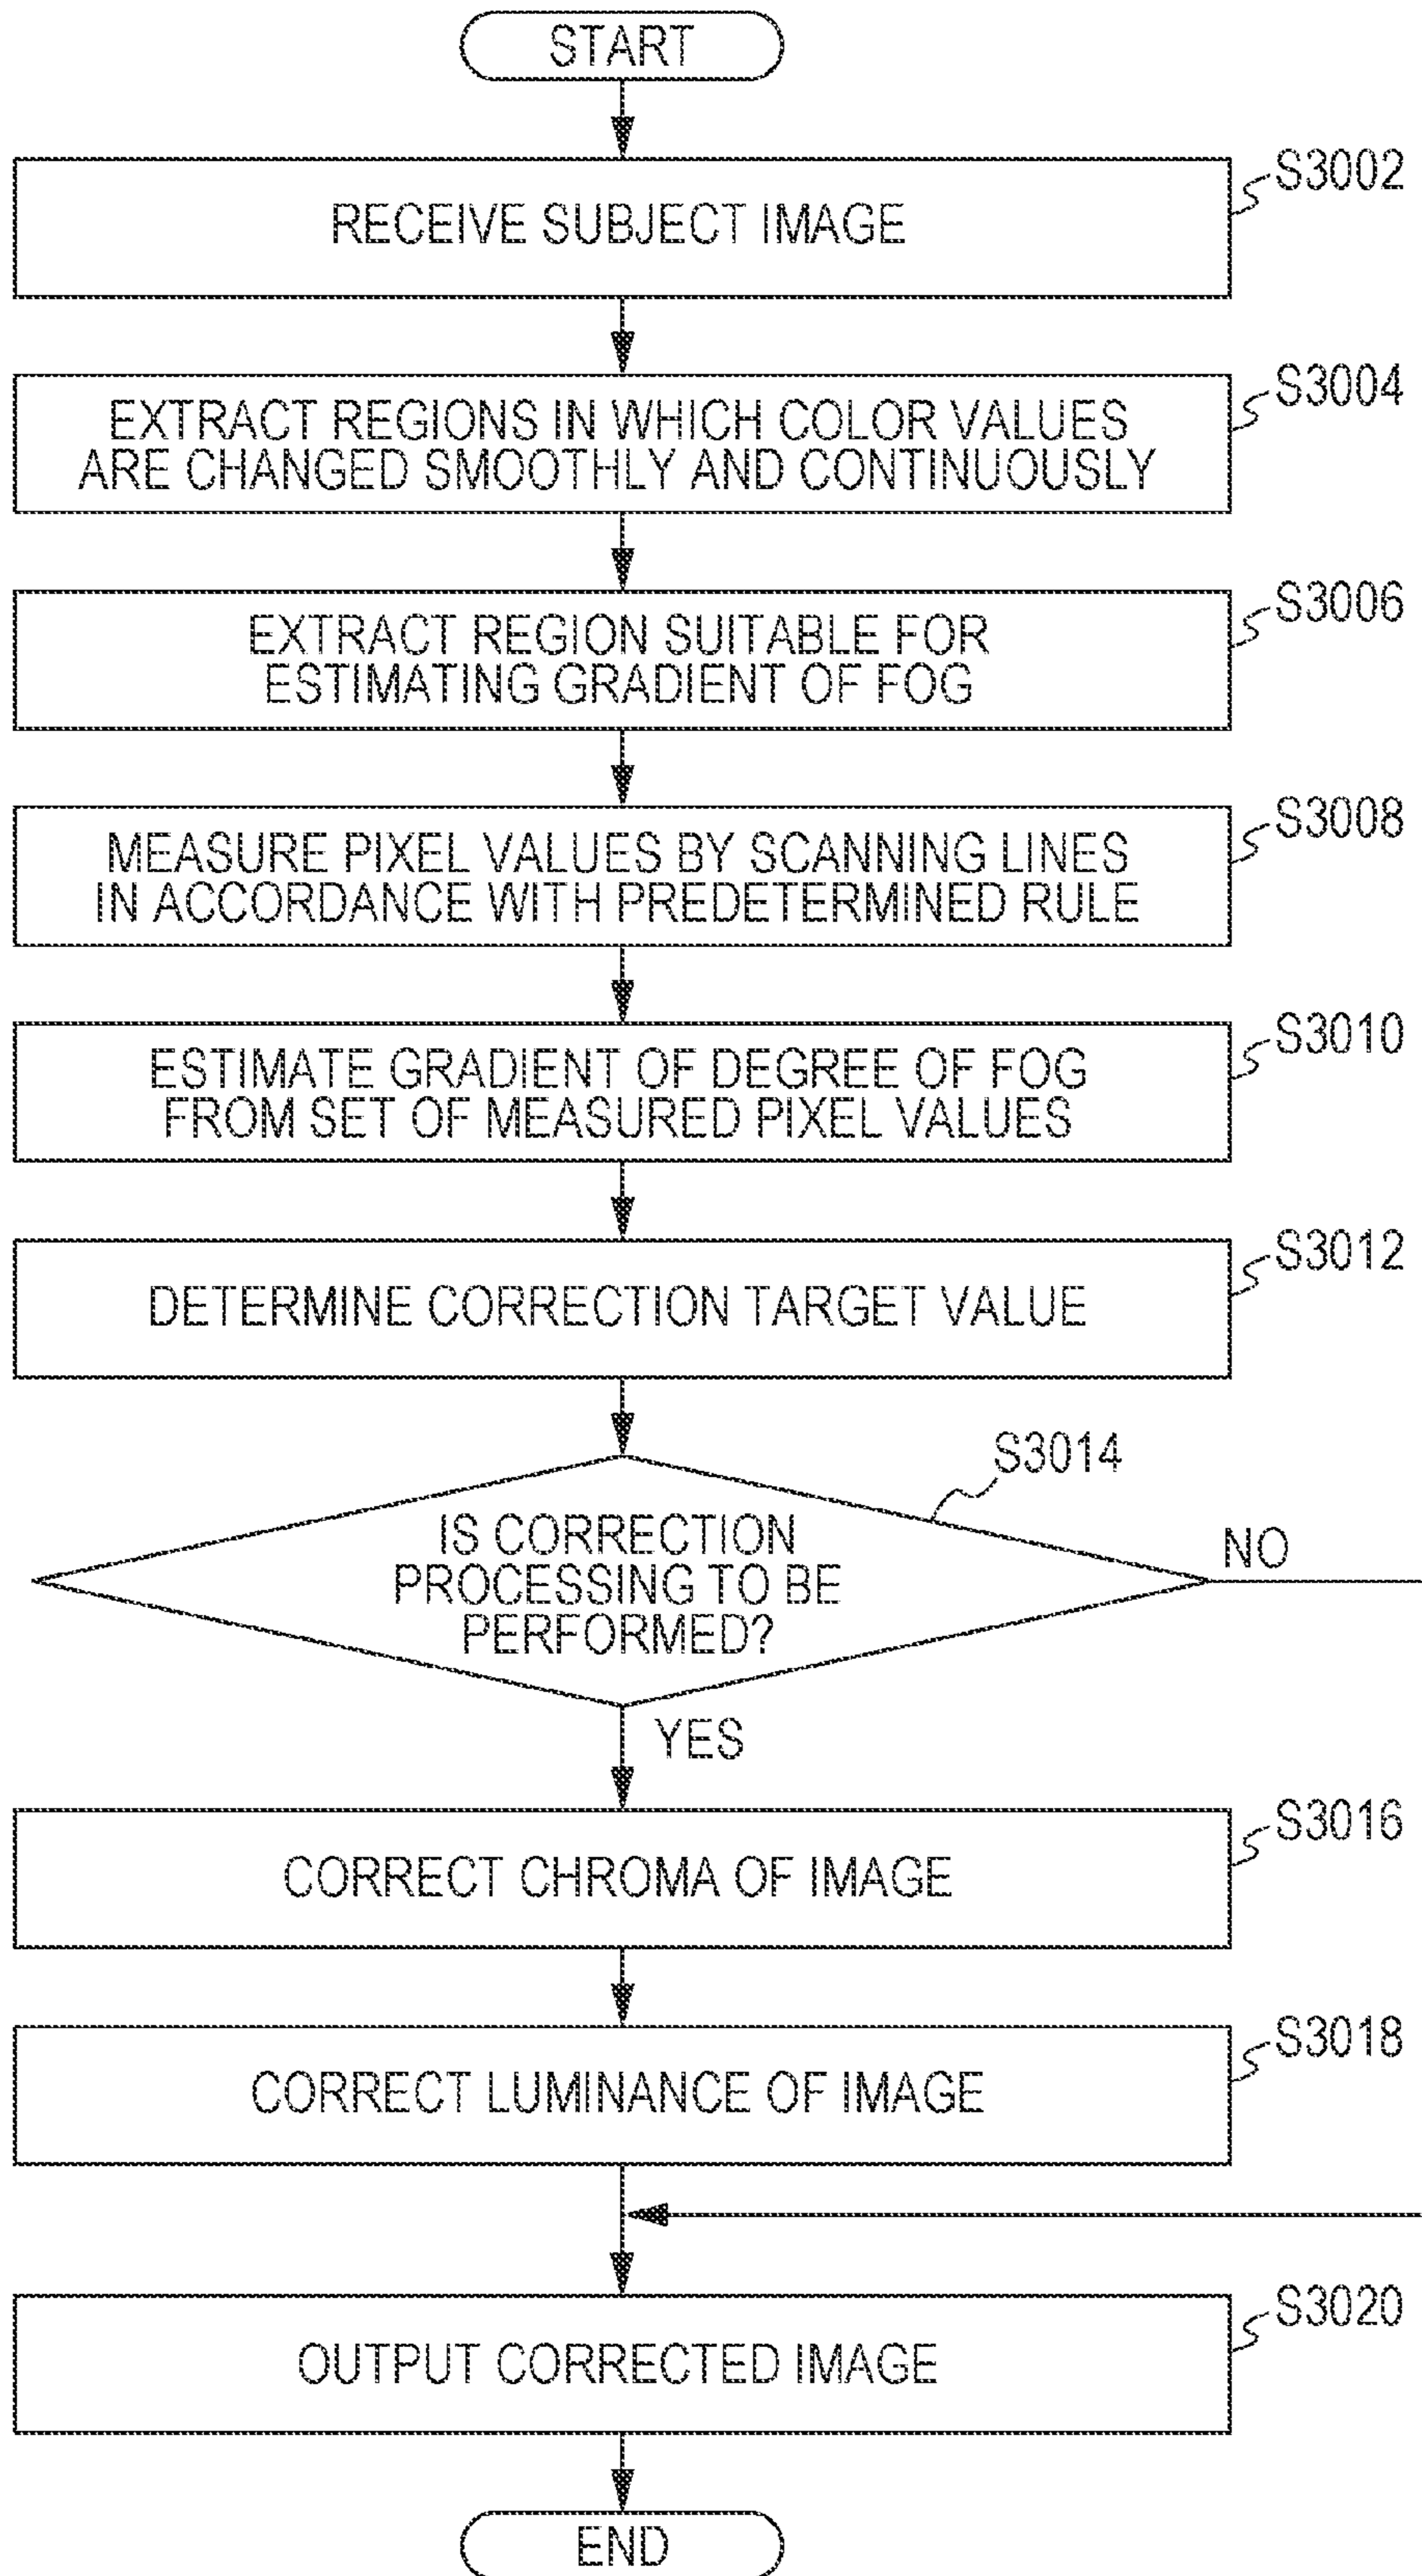 START
S3002
RECEIVE SUBJECT IMAGE
S3004
EXTRACT REGIONS IN WHICH COLOR VALUES
ARE CHANGED SMOOTHLY AND CONTINUOUSLY
S3006
EXTRACT REGION SUITABLE FOR
ESTIMATING GRADIENT OF FOG
S3008
MEASURE PIXEL VALUES BY SCANNING LINES
IN ACCORDANCE WITH PREDETERMINED RULE
S3010
ESTIMATE GRADIENT OF DEGREE OF FOG
FROM SET OF MEASURED PIXEL VALUES
S3012
DETERMINE CORRECTION TARGET VALUE
S3014
IS CORRECTION
PROCESSING TO BE
PERFORMED?
NO
YES
S3016
CORRECT CHROMA OF IMAGE
S3018
CORRECT LUMINANCE OF IMAGE
S3020
OUTPUT CORRECTED IMAGE
END